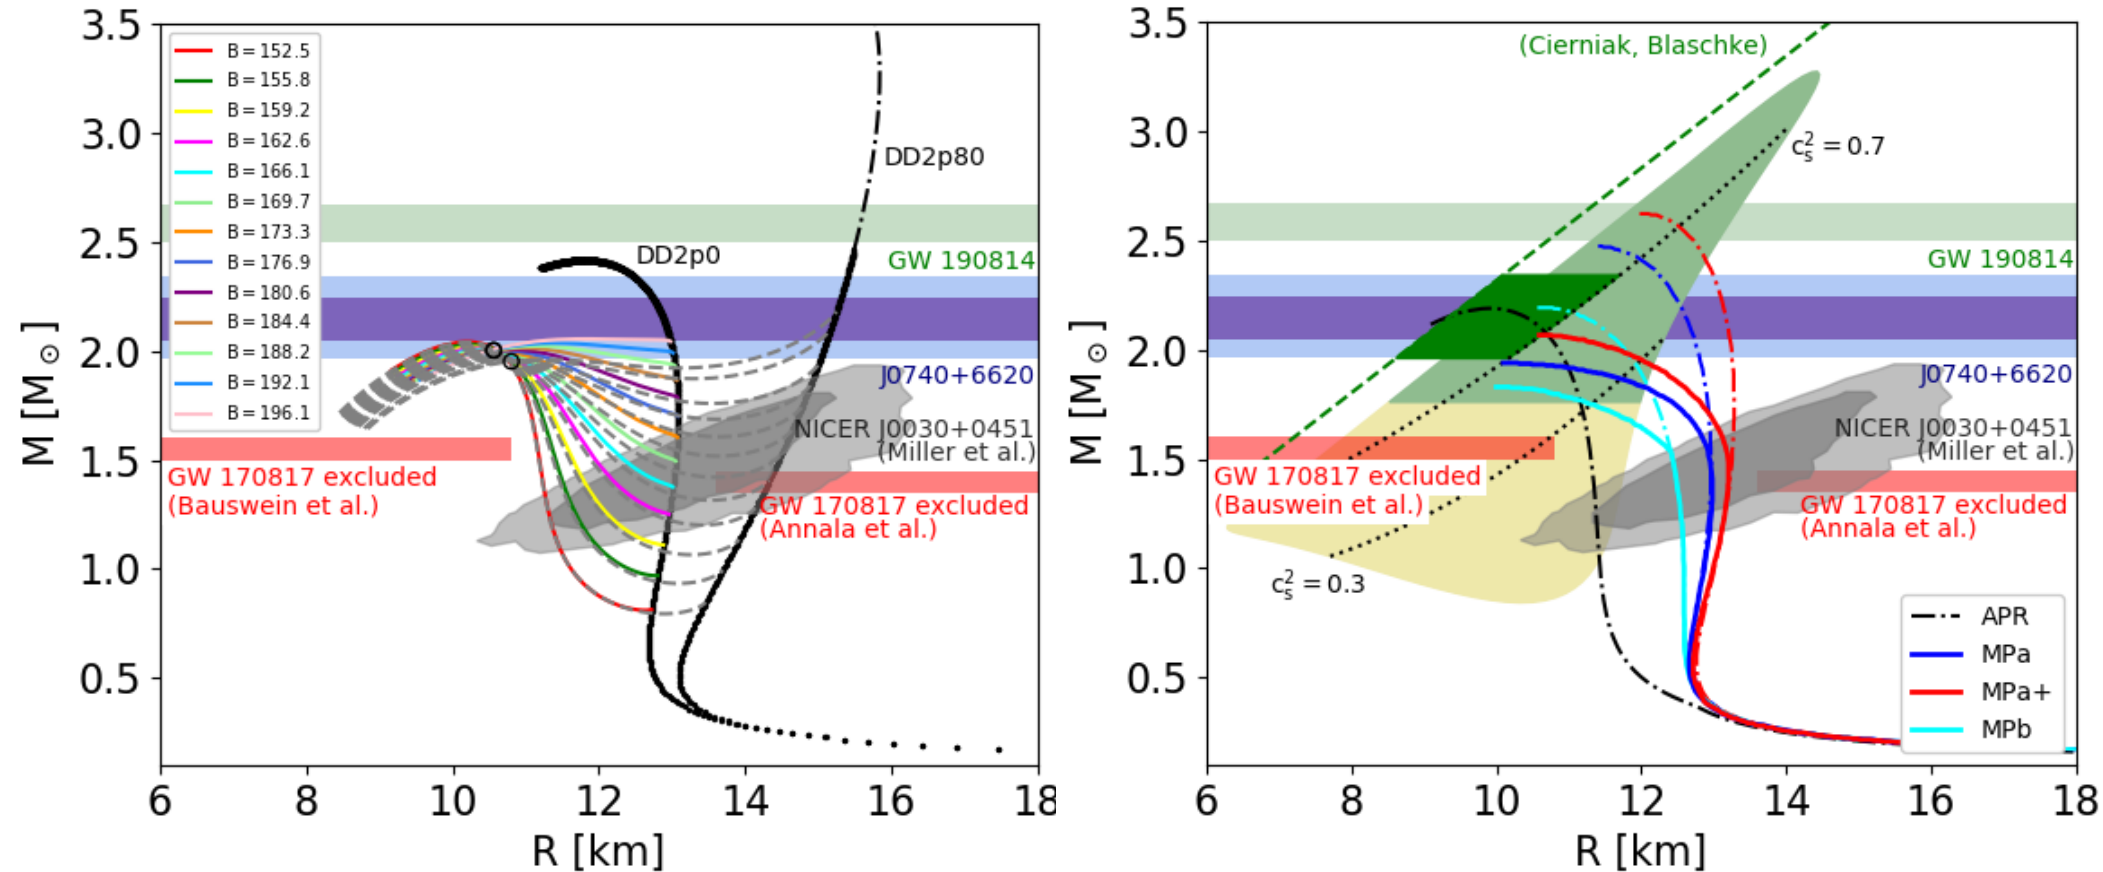 3.5
3.0
2.5
2.0
1.5
1.0
0.5
M [M⊙]
B = 152.5
B = 155.8
B = 159.2
B = 162.6
B = 166.1
B = 169.7
B = 173.3
B = 176.9
B = 180.6
B = 184.4
B = 188.2
B = 192.1
B = 196.1
DD2p80
DD2p0
GW 190814
J0740+6620
NICER J0030+0451
(Miller et al.)
GW 170817 excluded
(Bauswein et al.)
GW 170817 excluded
(Annala et al.)
6 8 10 12 14 16 18
R [km]
3.5
3.0
2.5
2.0
1.5
1.0
0.5
M [M⊙]
(Cierniak, Blaschke)
c_s^2 = 0.7
GW 190814
J0740+6620
NICER J0030+0451
(Miller et al.)
GW 170817 excluded
(Bauswein et al.)
GW 170817 excluded
(Annala et al.)
c_s^2 = 0.3
APR
MPa
MPa+
MPb
6 8 10 12 14 16 18
R [km]